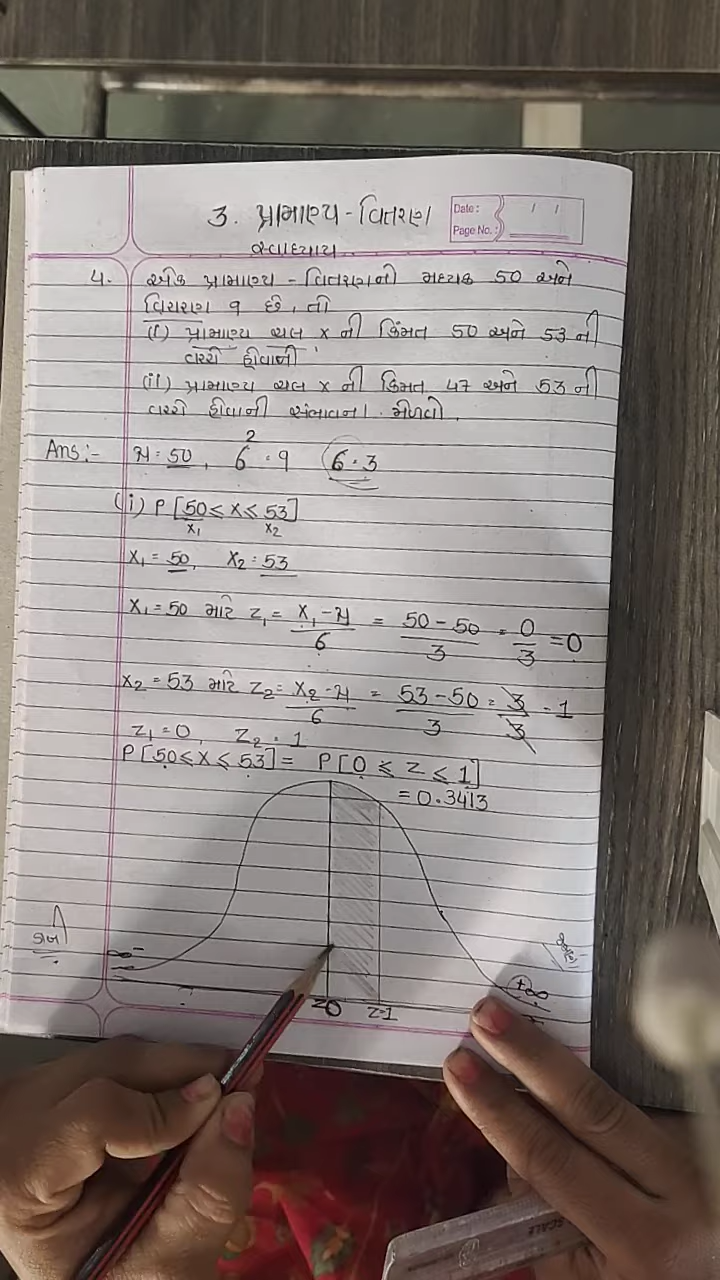 ૩. પ્રામાણ્ય - વિતરણ
Date : / /
Page No. :
સ્વાધ્યાય
4. એક પ્રામાણ્ય - વિતરણનો મધ્યક 50 અને
વિચરણ 9 છે, તો
(i) પ્રામાણ્ય ચલ x ની કિંમત 50 અને 53 ની
વચ્ચે હોવાની
(ii) પ્રામાણ્ય ચલ x ની કિંમત 47 અને 53 ની
વચ્ચે હોવાની સંભાવના મેળવો.
Ans:- μ = 50, σ² = 9 σ = 3
(i) P [50 ≤ x ≤ 53]
x₁ x₂
x₁ = 50, x₂ = 53
x₁ = 50 માટે z₁ = x₁ - μ / σ = 50 - 50 / 3 = 0 / 3 = 0
x₂ = 53 માટે z₂ = x₂ - μ / σ = 53 - 50 / 3 = 3 / 3 = 1
z₁ = 0, z₂ = 1
P [50 ≤ x ≤ 53] = P [0 ≤ z ≤ 1]
= 0.3413
ડાબી
∞-
+∞
z=0 z=1
SCALE